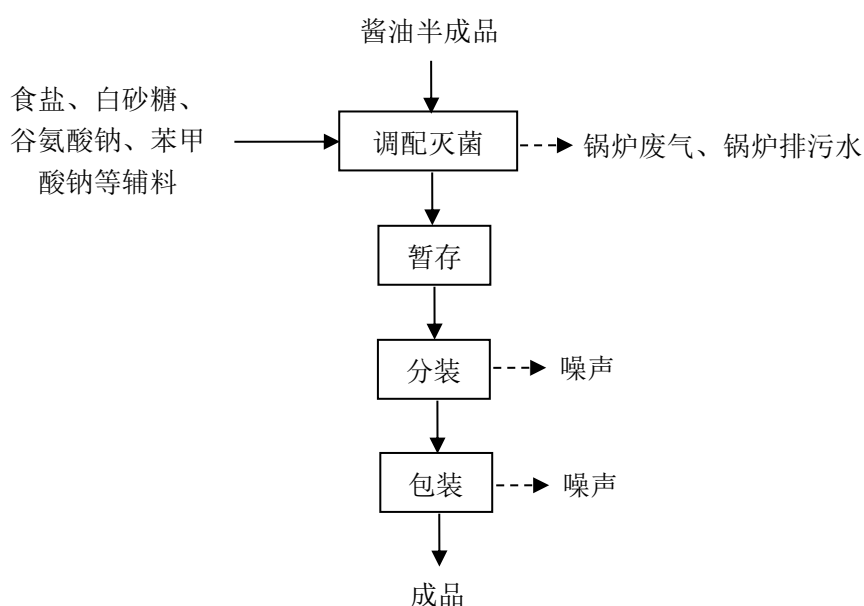 酱油半成品
食盐、白砂糖、
谷氨酸钠、苯甲
酸钠等辅料
调配灭菌
锅炉废气、锅炉排污水
暂存
分装
噪声
包装
噪声
成品